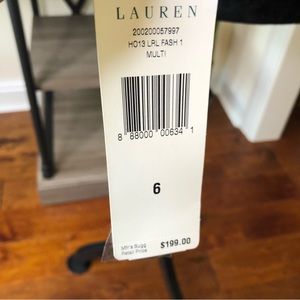 LAUREN
200200057997
HO13 LRL FASH 1
MULTI
8 88000 00634 1
6
Mfr's Sugg
Retail Price
$199.00